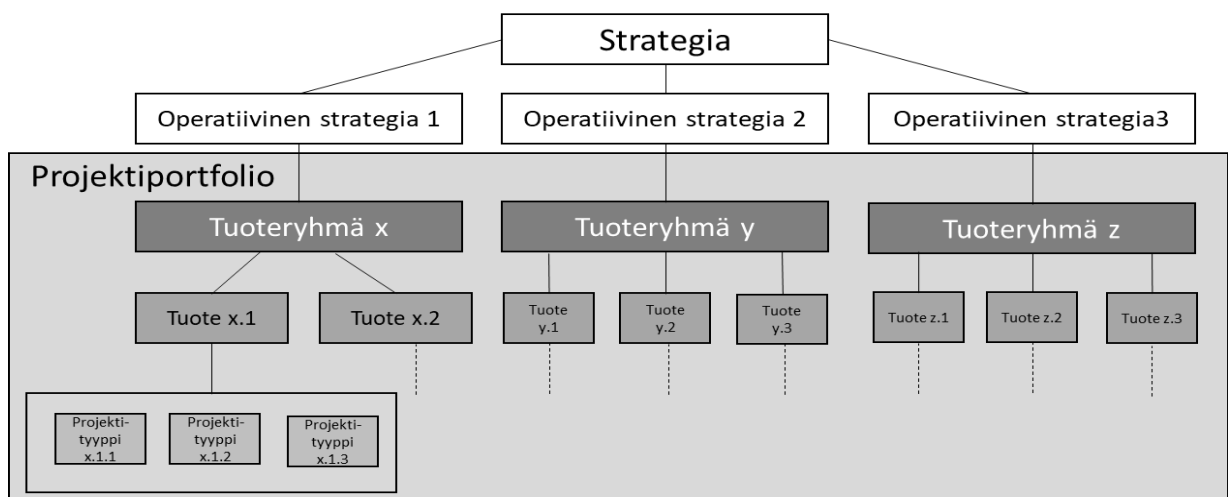 Strategia
Operatiivinen strategia 1
Operatiivinen strategia 2
Operatiivinen strategia3
Projektiportfolio
Tuoteryhmä x
Tuoteryhmä y
Tuoteryhmä z
Tuote x.1
Tuote x.2
Tuote
y.1
Tuote
y.2
Tuote
y.3
Tuote z.1
Tuote z.2
Tuote z.3
Projekti-
tyyppi
x.1.1
Projekti-
tyyppi
x.1.2
Projekti-
tyyppi
x.1.3